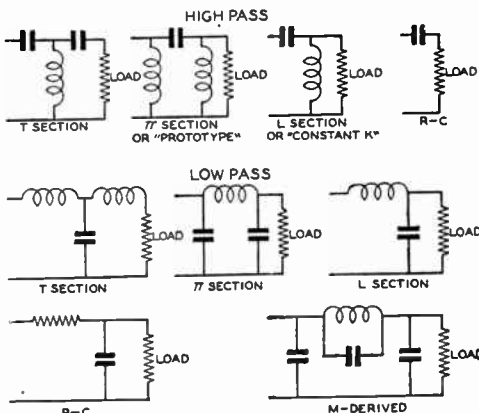 HIGH PASS
LOAD
LOAD
LOAD
LOAD
T SECTION
π SECTION
OR "PROTOTYPE"
L SECTION
OR "CONSTANT K"
R-C
LOW PASS
LOAD
LOAD
LOAD
T SECTION
π SECTION
L SECTION
LOAD
LOAD
R-C
M-DERIVED